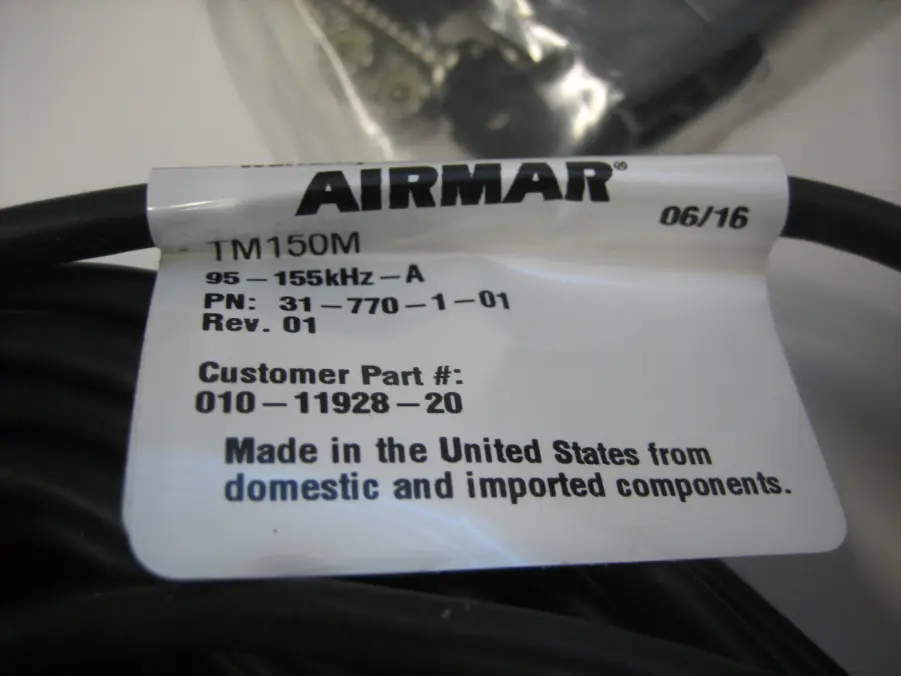 AIRMAR®
06/16
TM150M
95-155kHz-A
PN: 31-770-1-01
Rev. 01
Customer Part #:
010-11928-20
Made in the United States from
domestic and imported components.